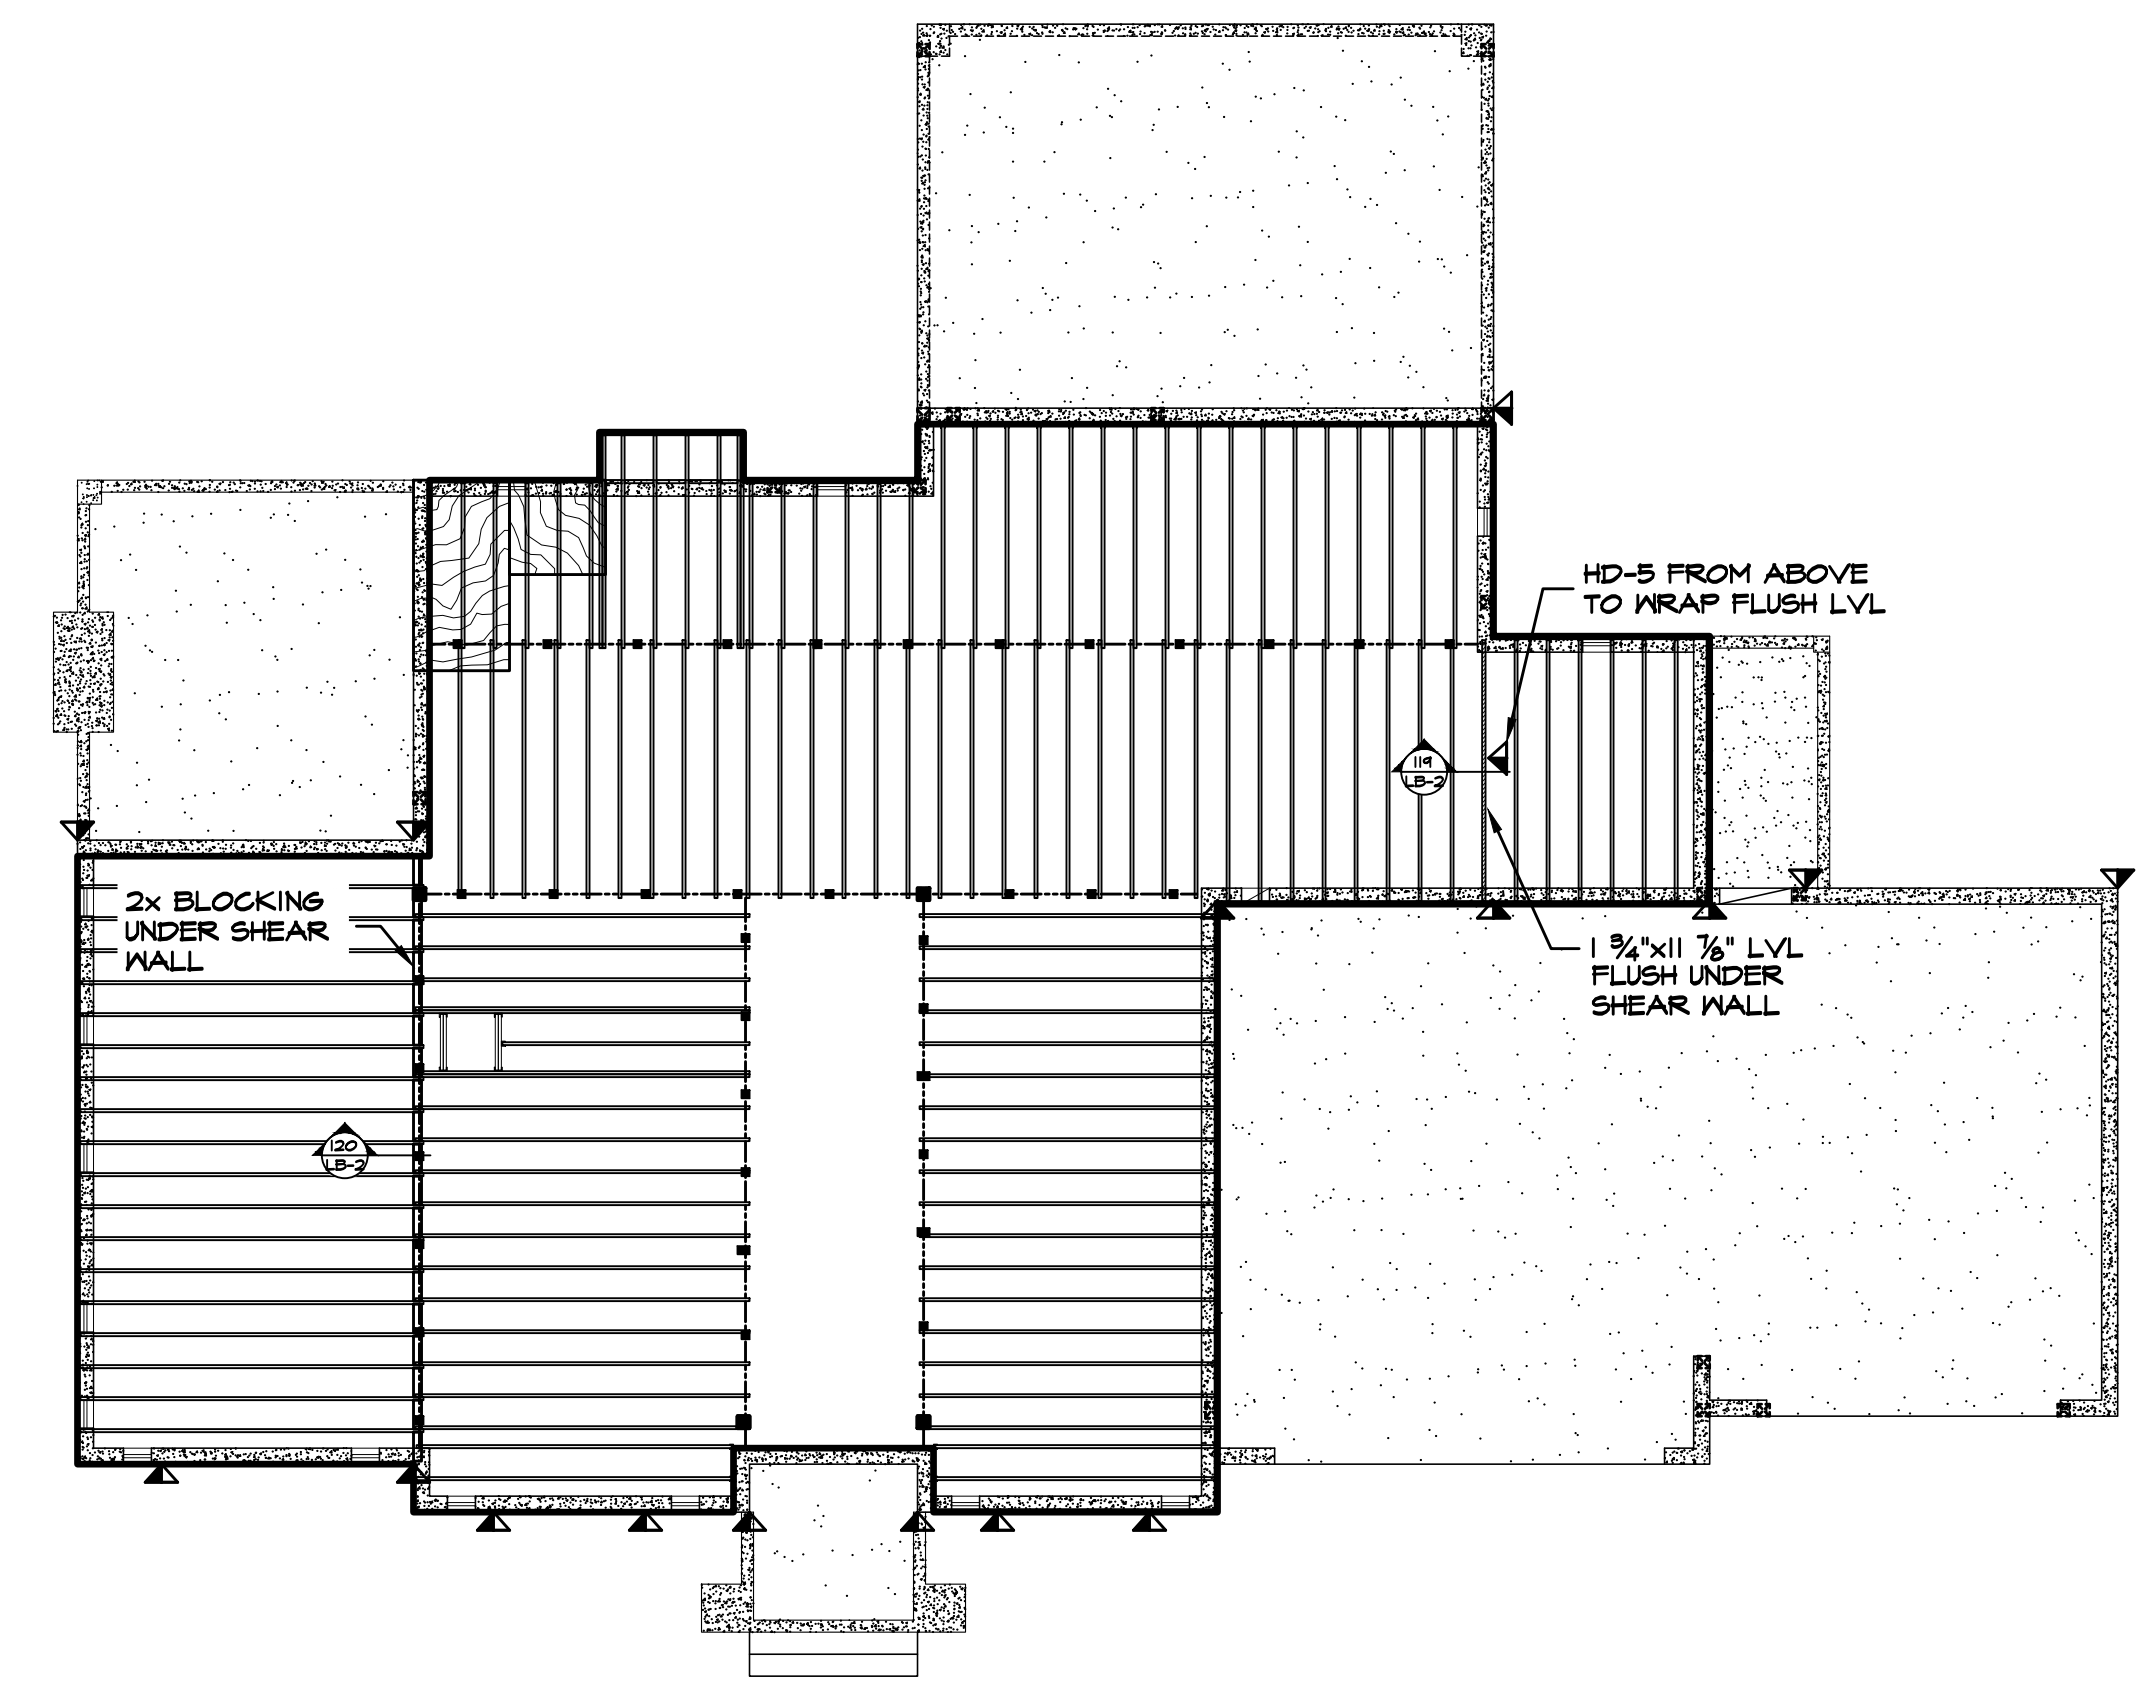 HD-5 FROM ABOVE
TO WRAP FLUSH LVL
119
LB-2
2x BLOCKING
UNDER SHEAR
WALL
1 ¾"x11 ⅞" LVL
FLUSH UNDER
SHEAR WALL
120
LB-2